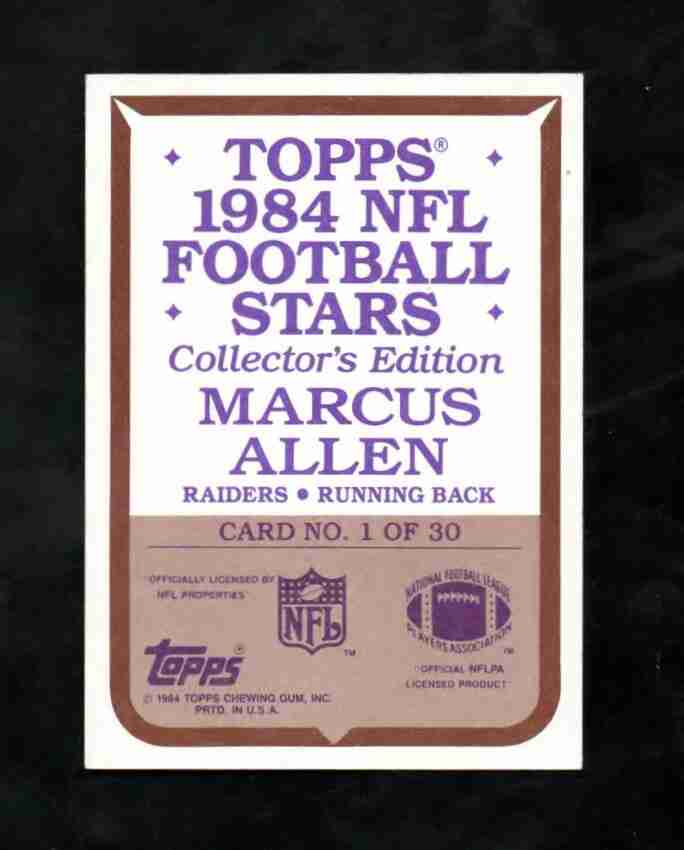 TOPPS®
1984 NFL
FOOTBALL
STARS
Collector's Edition
MARCUS
ALLEN
RAIDERS • RUNNING BACK
CARD NO. 1 OF 30
OFFICIALLY LICENSED BY
NFL PROPERTIES
NFL
TM
NATIONAL FOOTBALL LEAGUE
PLAYERS ASSOCIATION
TM
"OFFICIAL NFLPA
LICENSED PRODUCT"
topps®
© 1984 TOPPS CHEWING GUM, INC.
PRTD. IN U.S.A.